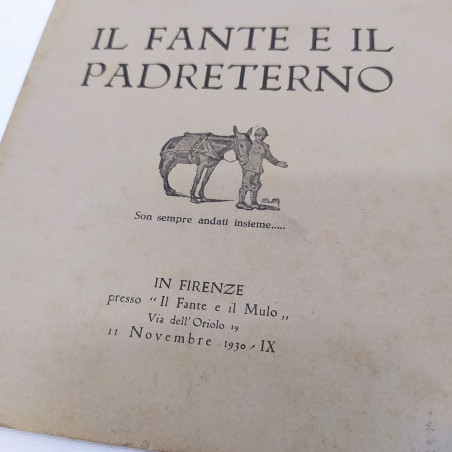 IL FANTE E IL
PADRETERNO
Son sempre andati insieme.....
IN FIRENZE
presso "Il Fante e il Mulo„
Via dell'Oriolo 19
11 Novembre 1930 - IX